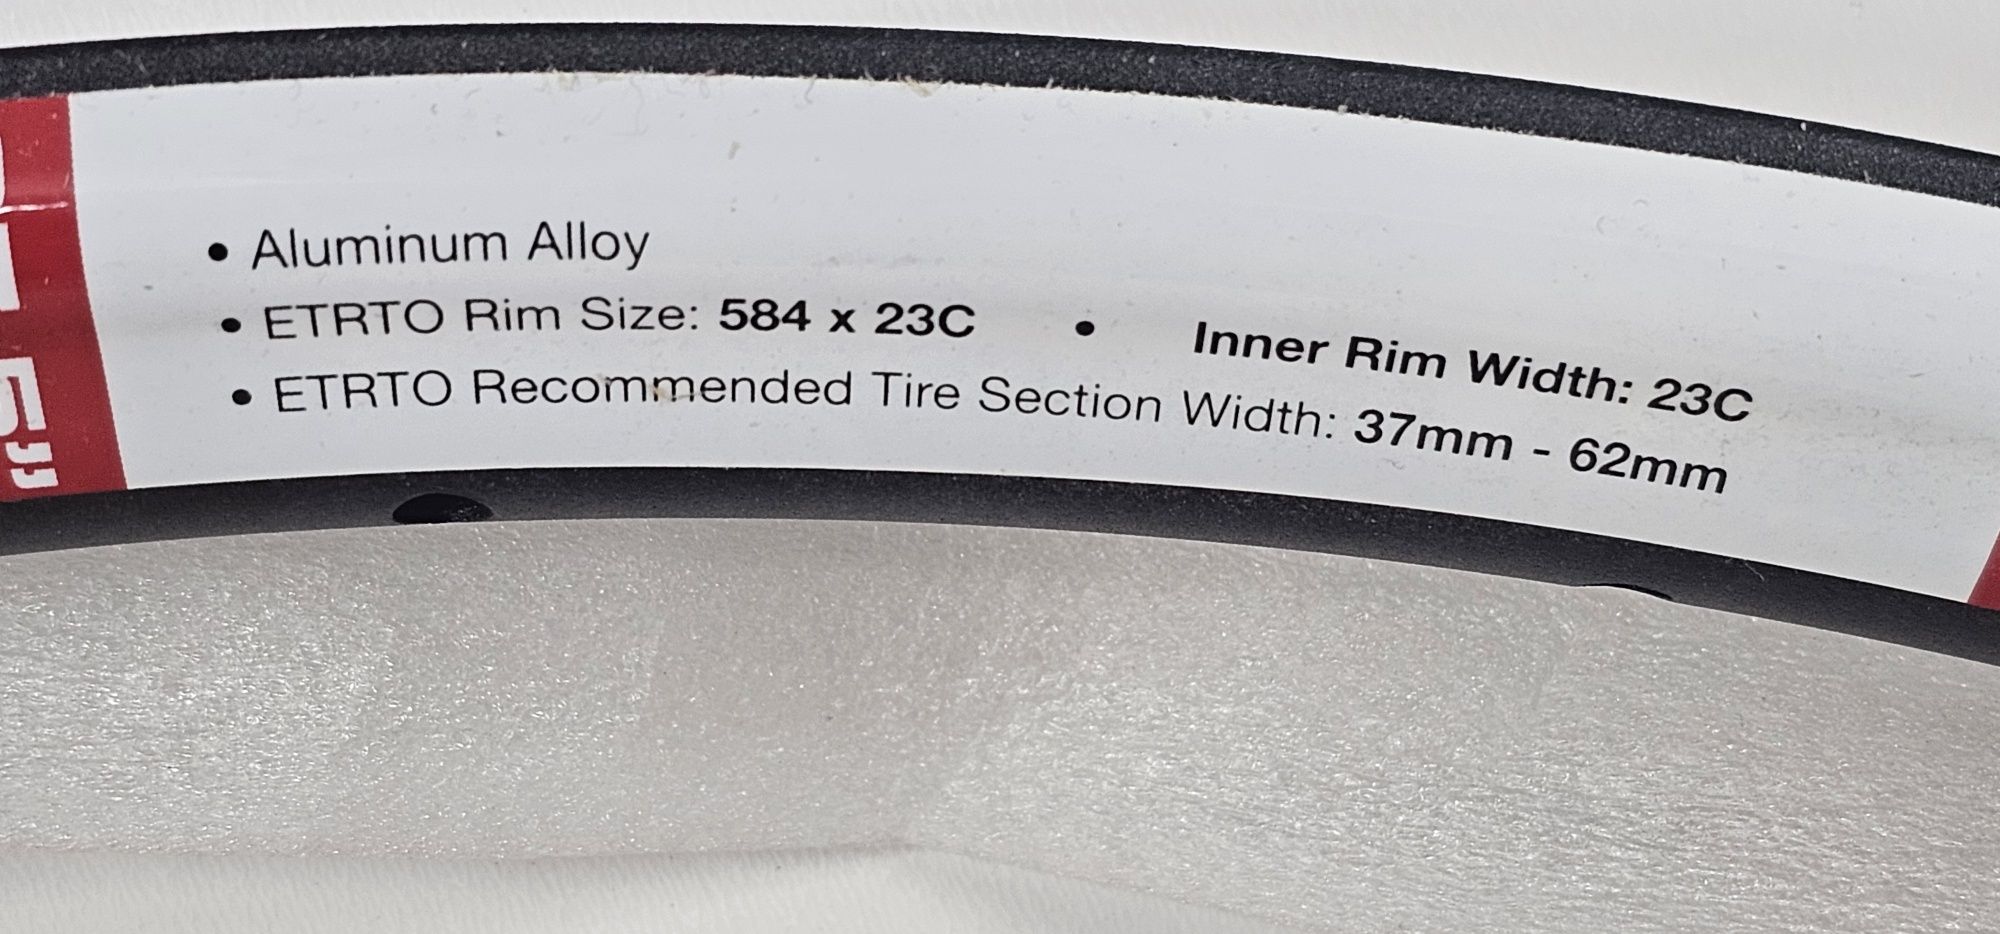 • Aluminum Alloy
• ETRTO Rim Size: 584 x 23C • Inner Rim Width: 23C
• ETRTO Recommended Tire Section Width: 37mm - 62mm